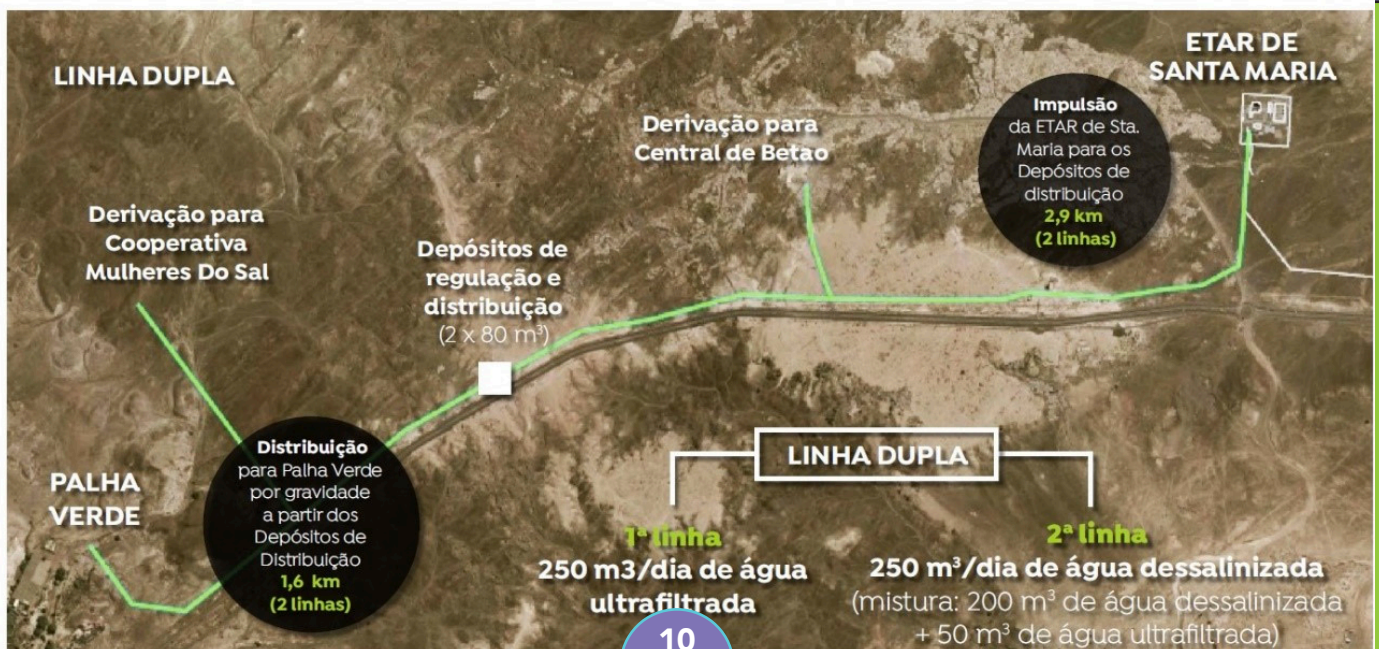 LINHA DUPLA
ETAR DE
SANTA MARIA
Impulsão
da ETAR de Sta.
Maria para os
Depósitos de
distribuição
2,9 km
(2 linhas)
Derivação para
Central de Betao
Derivação para
Cooperativa
Mulheres Do Sal
Depósitos de
regulação e
distribuição
(2 x 80 m³)
Distribuição
para Palha Verde
por gravidade
a partir dos
Depósitos de
Distribuição
1,6 km
(2 linhas)
PALHA
VERDE
LINHA DUPLA
1ª linha
250 m3/dia de água
ultrafiltrada
2ª linha
250 m³/dia de água dessalinizada
(mistura: 200 m³ de água dessalinizada
+ 50 m³ de água ultrafiltrada)
10